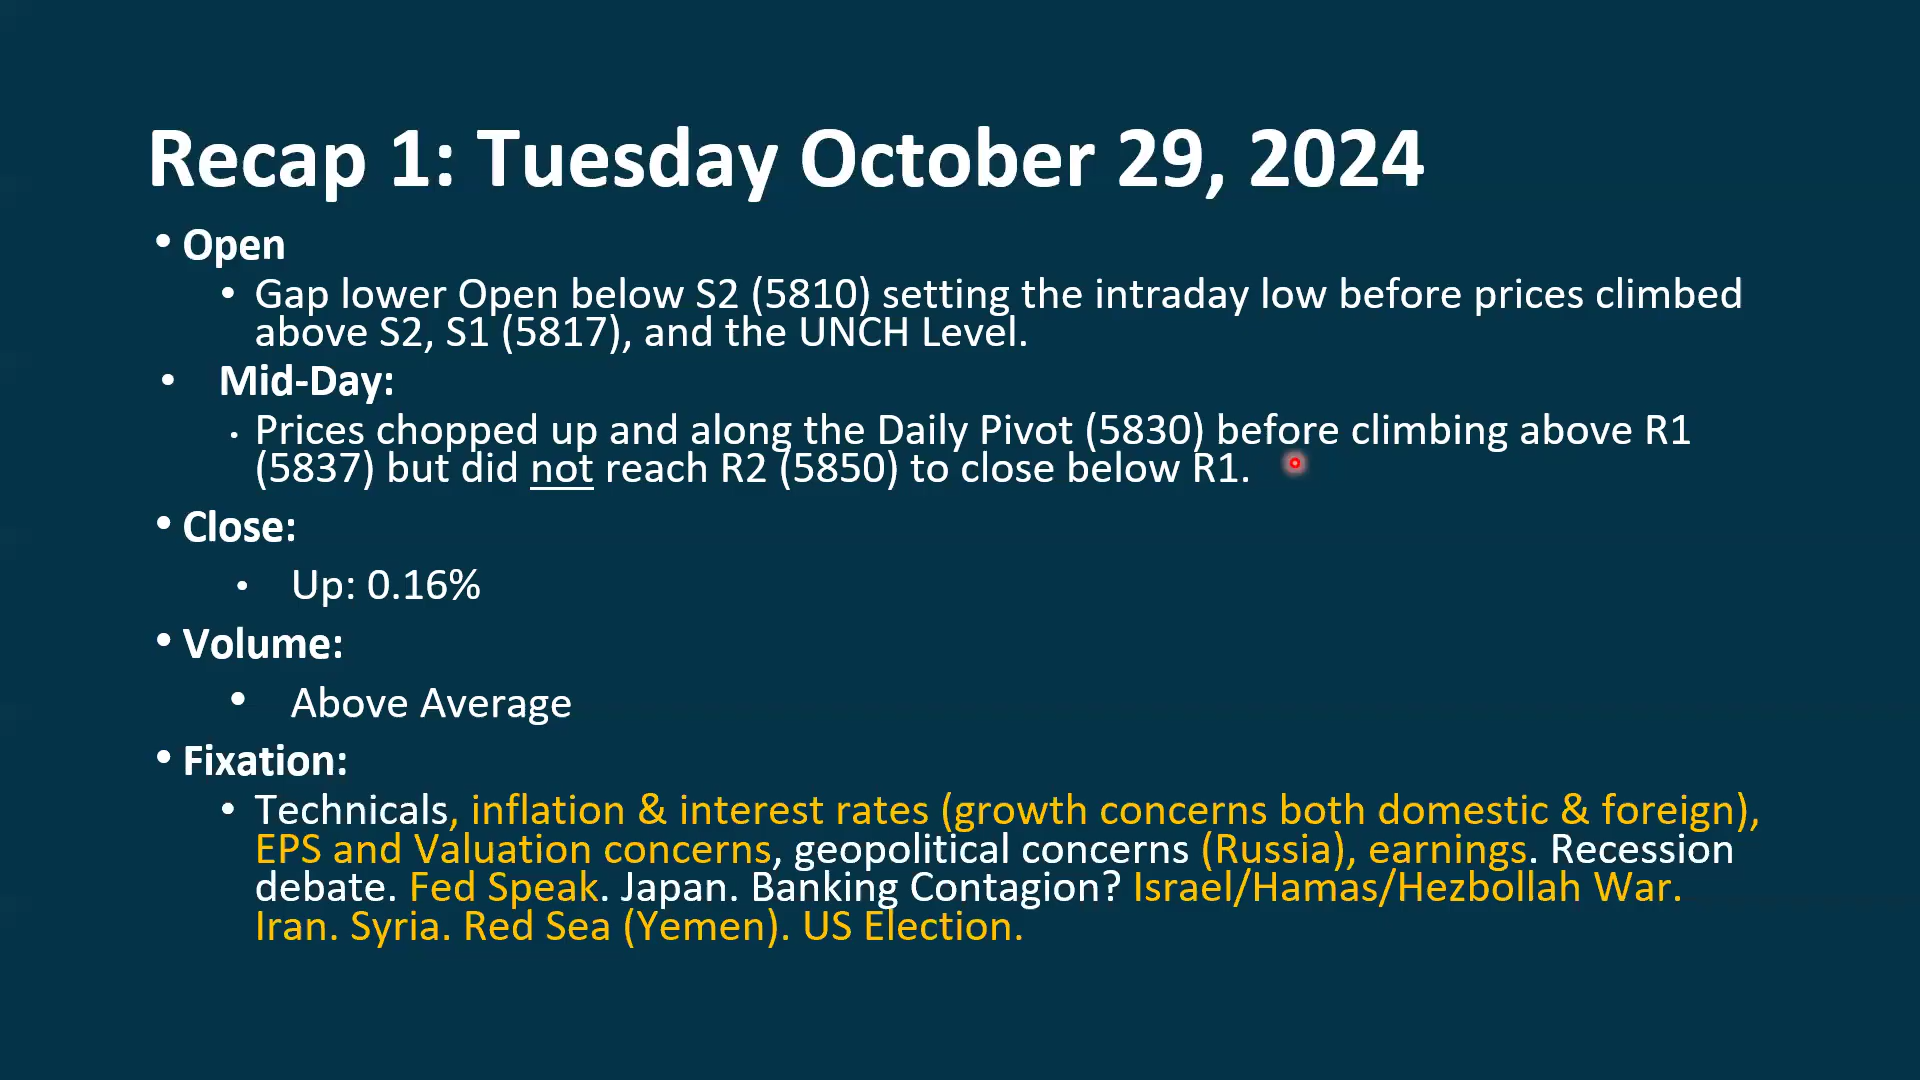 Recap 1: Tuesday October 29, 2024
• Open
• Gap lower Open below S2 (5810) setting the intraday low before prices climbed
above S2, S1 (5817), and the UNCH Level.
• Mid-Day:
• Prices chopped up and along the Daily Pivot (5830) before climbing above R1
(5837) but did not reach R2 (5850) to close below R1.
• Close:
• Up: 0.16%
• Volume:
• Above Average
• Fixation:
• Technicals, inflation & interest rates (growth concerns both domestic & foreign),
EPS and Valuation concerns, geopolitical concerns (Russia), earnings. Recession
debate. Fed Speak. Japan. Banking Contagion? Israel/Hamas/Hezbollah War.
Iran. Syria. Red Sea (Yemen). US Election.